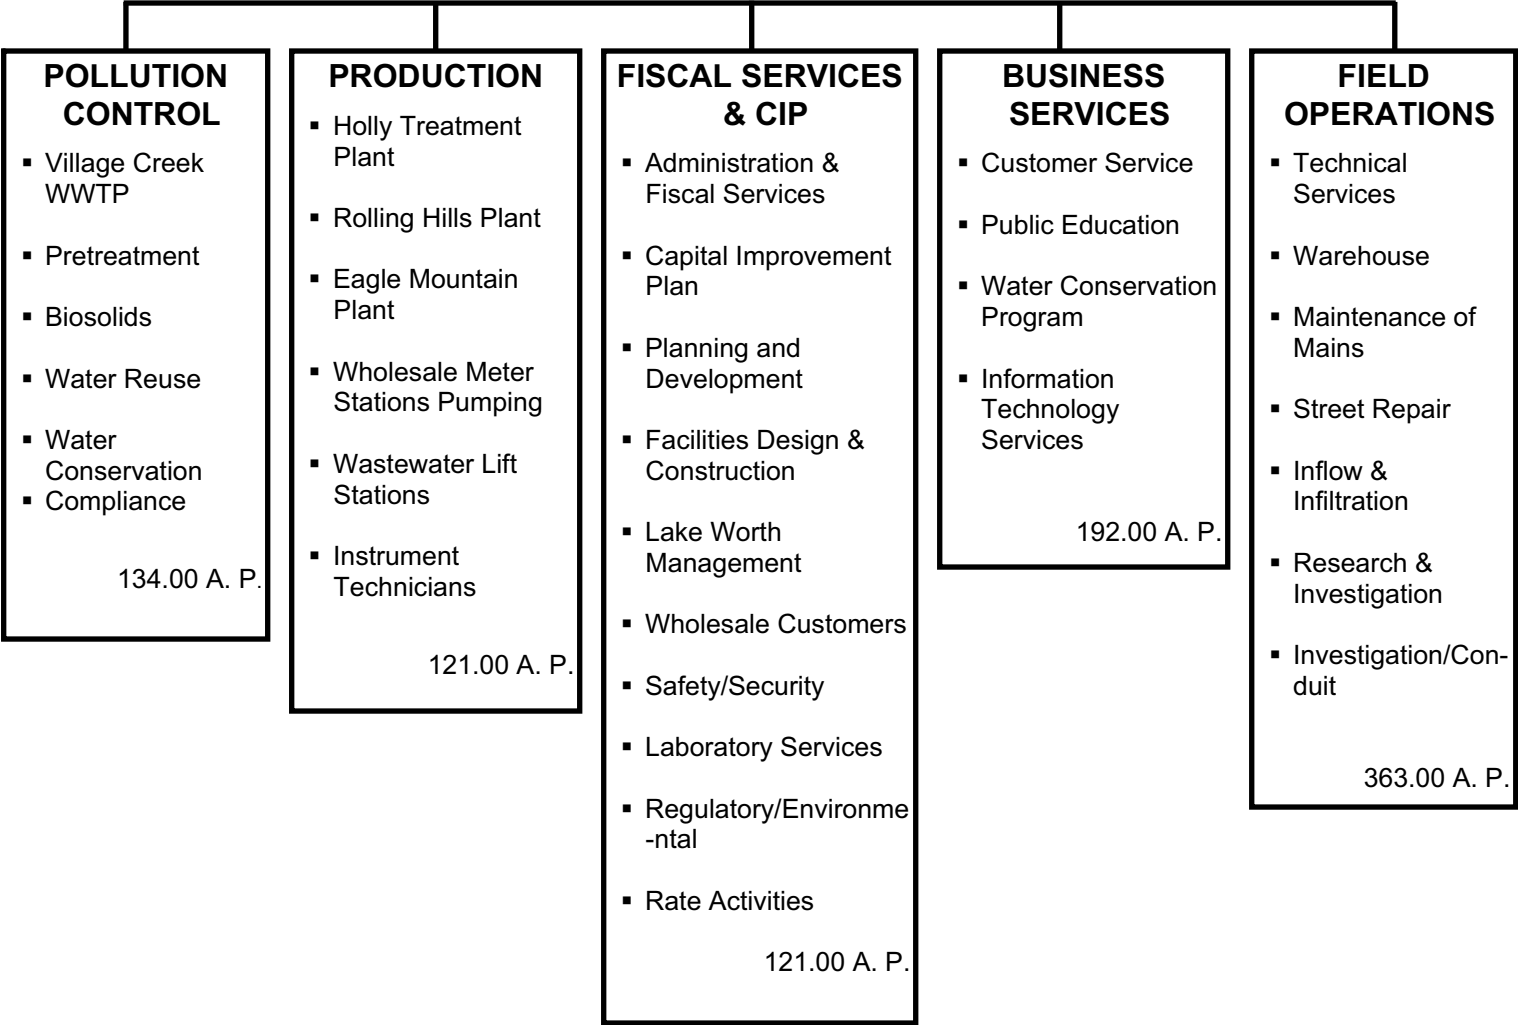 POLLUTION
CONTROL
▪ Village Creek
WWTP
▪ Pretreatment
▪ Biosolids
▪ Water Reuse
▪ Water
Conservation
▪ Compliance
134.00 A. P.
PRODUCTION
▪ Holly Treatment
Plant
▪ Rolling Hills Plant
▪ Eagle Mountain
Plant
▪ Wholesale Meter
Stations Pumping
▪ Wastewater Lift
Stations
▪ Instrument
Technicians
121.00 A. P.
FISCAL SERVICES
& CIP
▪ Administration &
Fiscal Services
▪ Capital Improvement
Plan
▪ Planning and
Development
▪ Facilities Design &
Construction
▪ Lake Worth
Management
▪ Wholesale Customers
▪ Safety/Security
▪ Laboratory Services
▪ Regulatory/Environme
-ntal
▪ Rate Activities
121.00 A. P.
BUSINESS
SERVICES
▪ Customer Service
▪ Public Education
▪ Water Conservation
Program
▪ Information
Technology
Services
192.00 A. P.
FIELD
OPERATIONS
▪ Technical
Services
▪ Warehouse
▪ Maintenance of
Mains
▪ Street Repair
▪ Inflow &
Infiltration
▪ Research &
Investigation
▪ Investigation/Con-
duit
363.00 A. P.